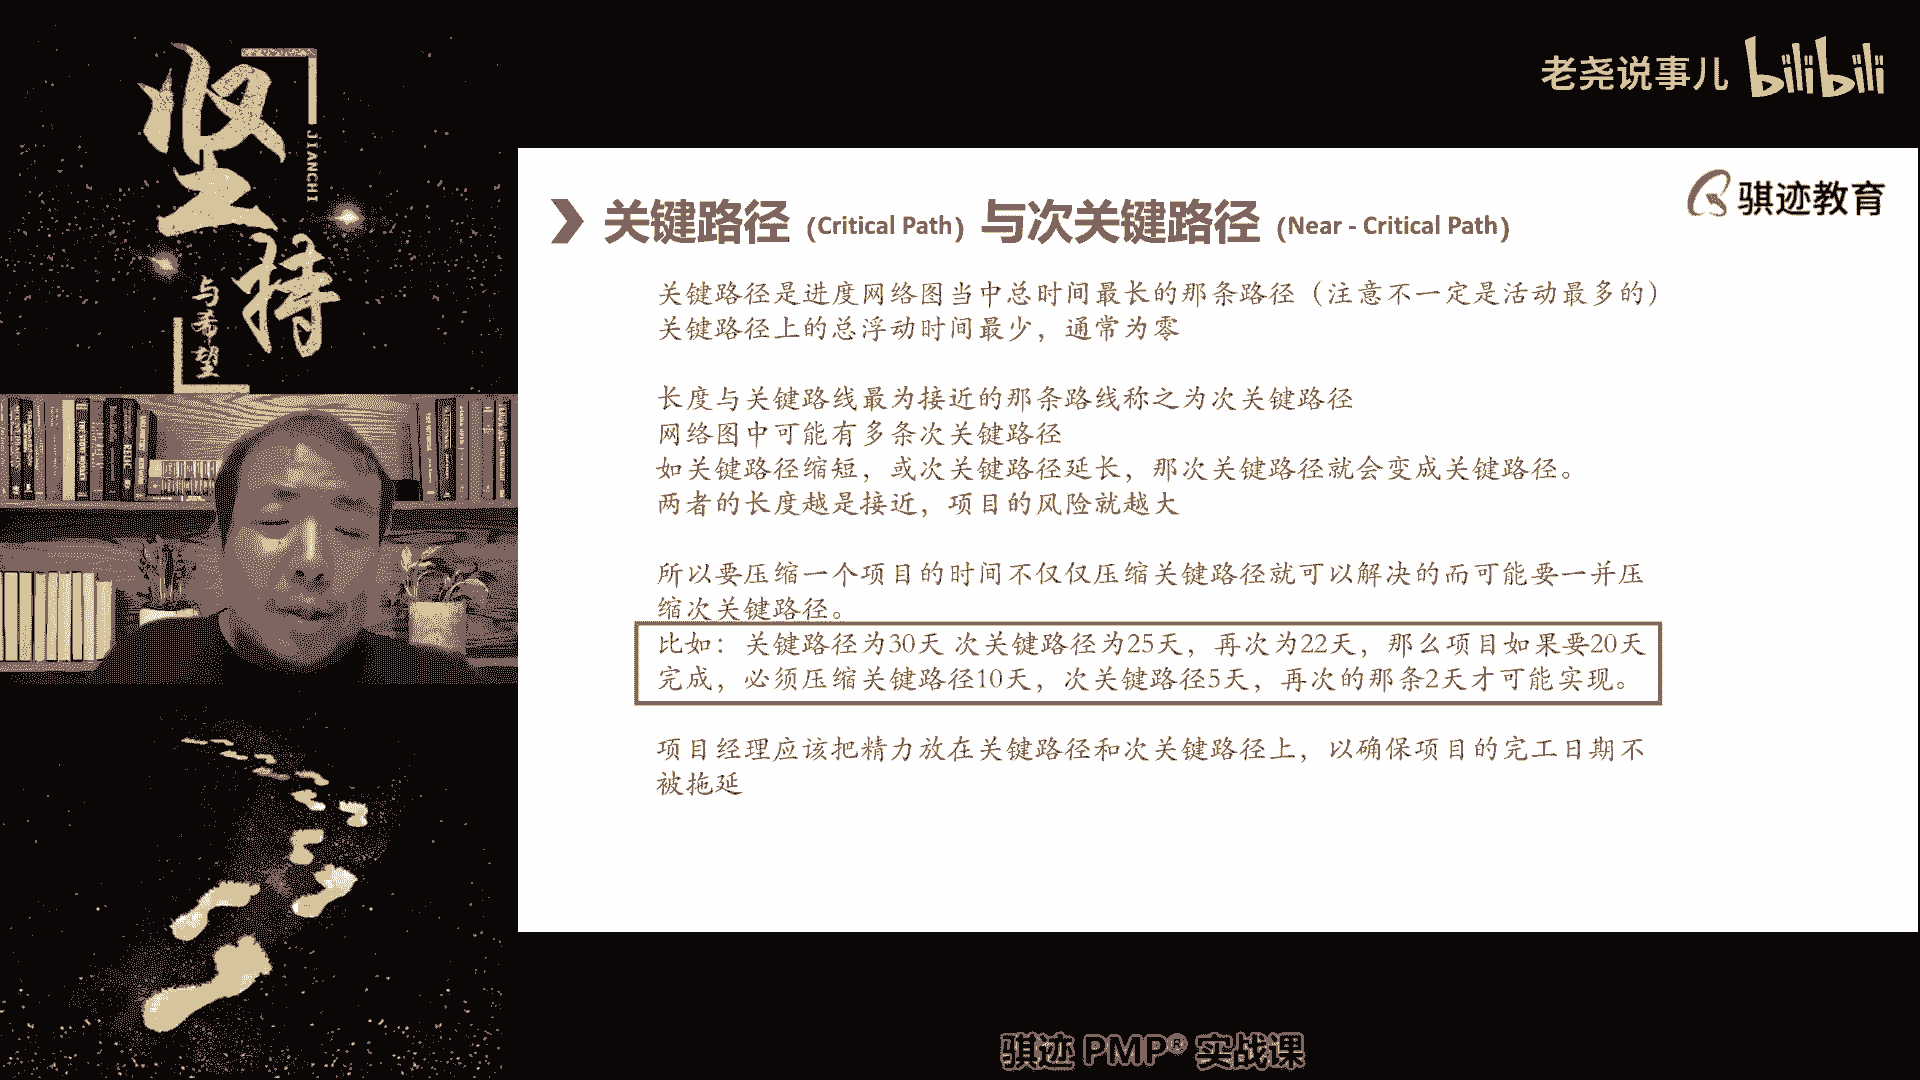 坚持
JIANCHI
与希望
老尧说事儿 bilibili
骐迹教育
关键路径 (Critical Path) 与次关键路径 (Near - Critical Path)
关键路径是进度网络图当中总时间最长的那条路径（注意不一定是活动最多的）
关键路径上的总浮动时间最少，通常为零
长度与关键路线最为接近的那条路线称之为次关键路径
网络图中可能有多条次关键路径
如关键路径缩短，或次关键路径延长，那次关键路径就会变成关键路径。
两者的长度越是接近，项目的风险就越大
所以要压缩一个项目的时间不仅仅压缩关键路径就可以解决的而可能要一并压
缩次关键路径。
比如：关键路径为30天 次关键路径为25天，再次为22天，那么项目如果要20天
完成，必须压缩关键路径10天，次关键路径5天，再次的那条2天才可能实现。
项目经理应该把精力放在关键路径和次关键路径上，以确保项目的完工日期不
被拖延
骐迹 PMP® 实战课